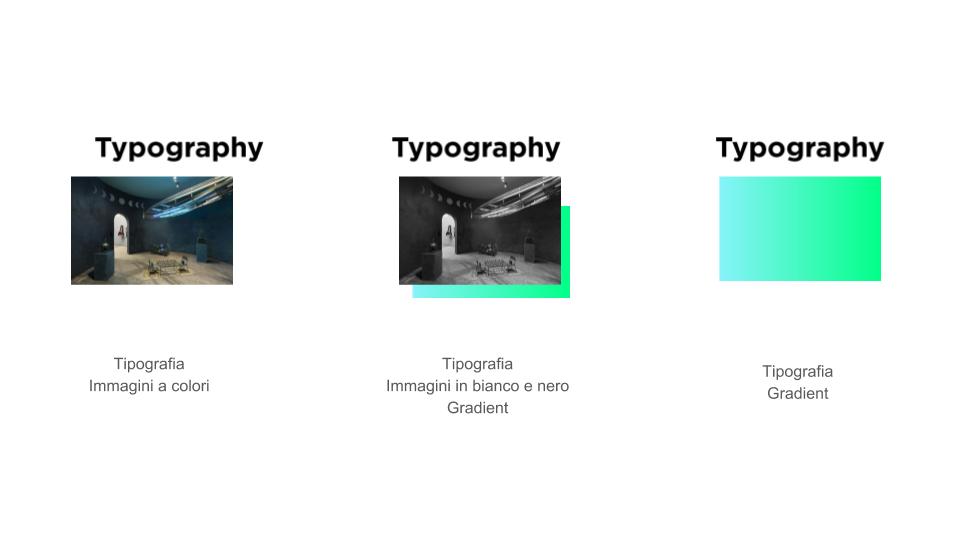 Typography
Typography
Typography
Tipografia
Immagini a colori
Tipografia
Immagini in bianco e nero
Gradient
Tipografia
Gradient